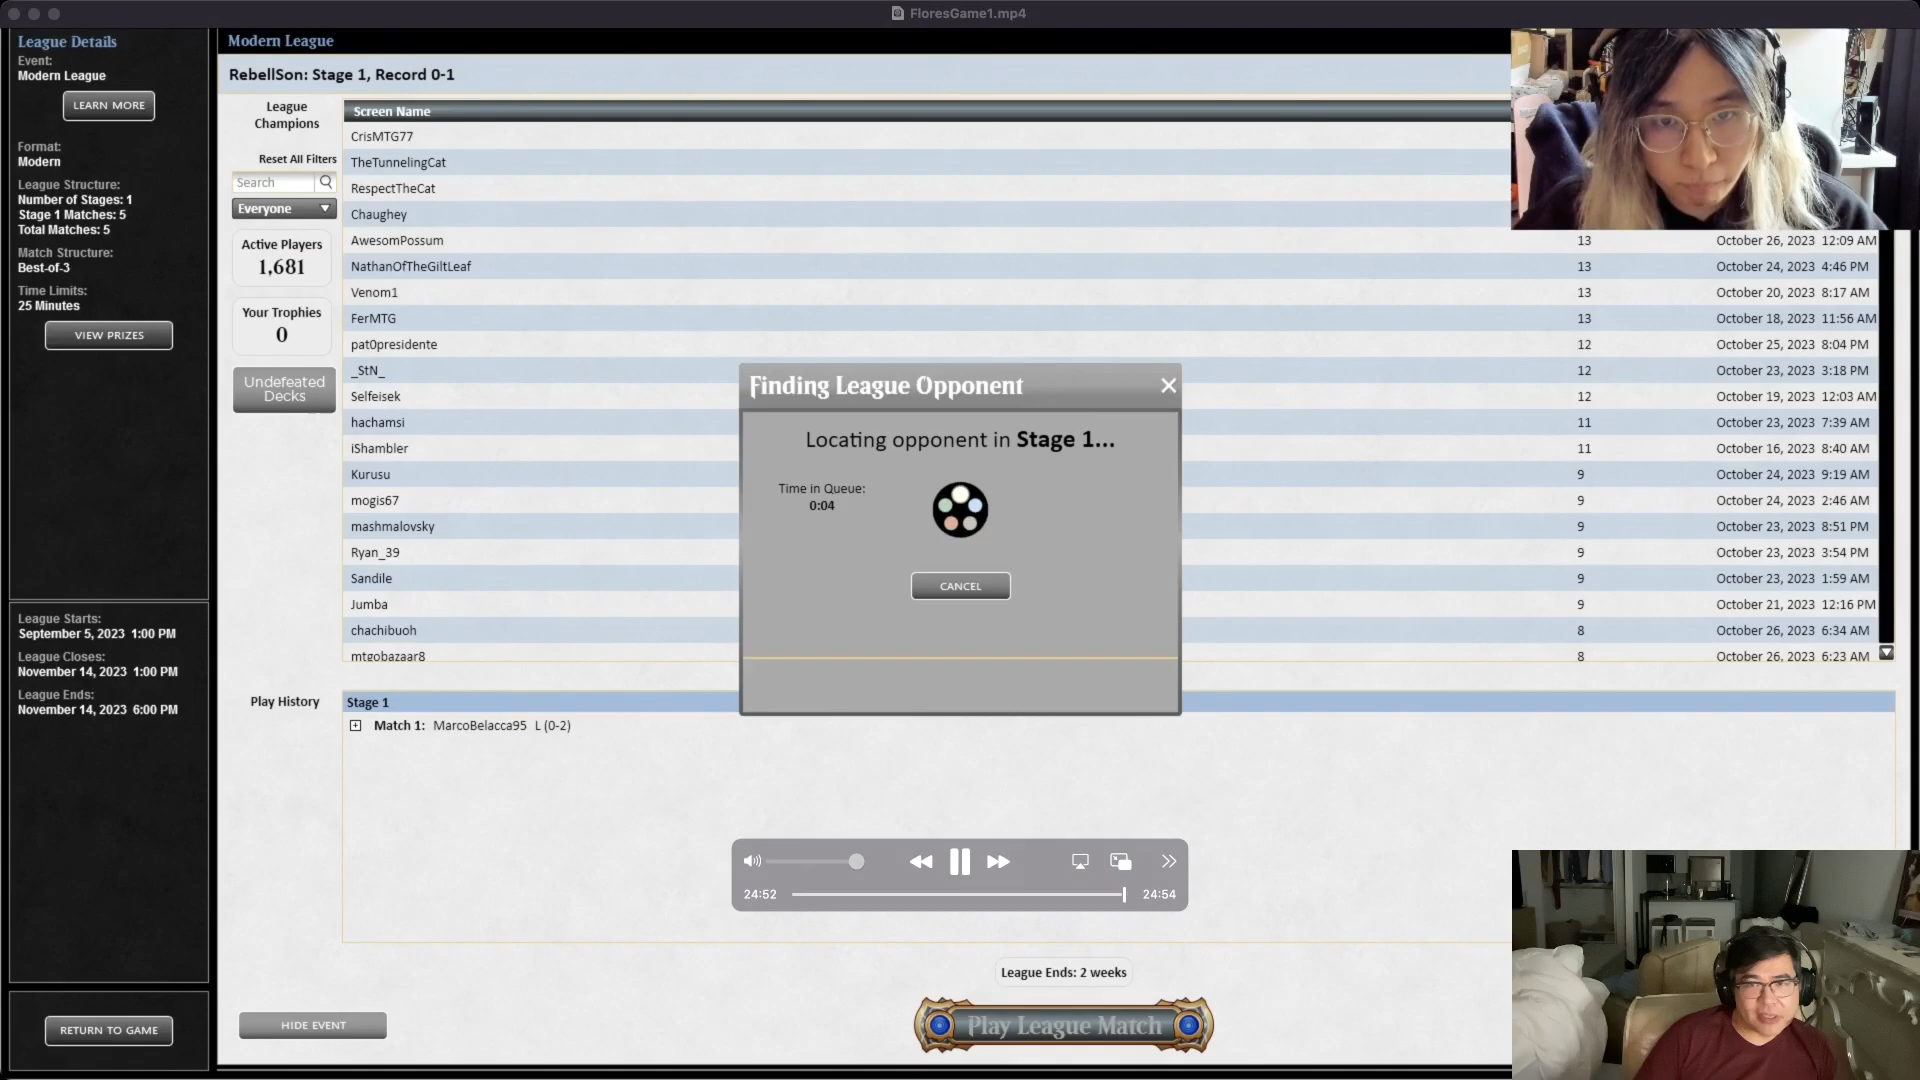 FloresGame1.mp4
League Details
Event:
Modern League
LEARN MORE
Format:
Modern
League Structure:
Number of Stages: 1
Stage 1 Matches: 5
Total Matches: 5
Match Structure:
Best-of-3
Time Limits:
25 Minutes
VIEW PRIZES
League Starts:
September 5, 2023 1:00 PM
League Closes:
November 14, 2023 1:00 PM
League Ends:
November 14, 2023 6:00 PM
RETURN TO GAME
Modern League
RebellSon: Stage 1, Record 0-1
League
Champions
Reset All Filters
Search
Everyone
Active Players
1,681
Your Trophies
0
Undefeated
Decks
Screen Name
CrisMTG77
TheTunnelingCat
RespectTheCat
Chaughey
AwesomPossum 13 October 26, 2023 12:09 AM
NathanOfTheGiltLeaf 13 October 24, 2023 4:46 PM
Venom1 13 October 20, 2023 8:17 AM
FerMTG 13 October 18, 2023 11:56 AM
pat0presidente 12 October 25, 2023 8:04 PM
_StN_ 12 October 23, 2023 3:18 PM
Selfeisek 12 October 19, 2023 12:03 AM
hachamsi 11 October 23, 2023 7:39 AM
iShambler 11 October 16, 2023 8:40 AM
Kurusu 9 October 24, 2023 9:19 AM
mogis67 9 October 24, 2023 2:46 AM
mashmalovsky 9 October 23, 2023 8:51 PM
Ryan_39 9 October 23, 2023 3:54 PM
Sandile 9 October 23, 2023 1:59 AM
Jumba 9 October 21, 2023 12:16 PM
chachibuoh 8 October 26, 2023 6:34 AM
mtgobazaar8 8 October 26, 2023 6:23 AM
Finding League Opponent
Locating opponent in Stage 1...
Time in Queue:
0:04
CANCEL
Play History
Stage 1
Match 1: MarcoBelacca95 L (0-2)
24:52 24:54
League Ends: 2 weeks
HIDE EVENT
Play League Match